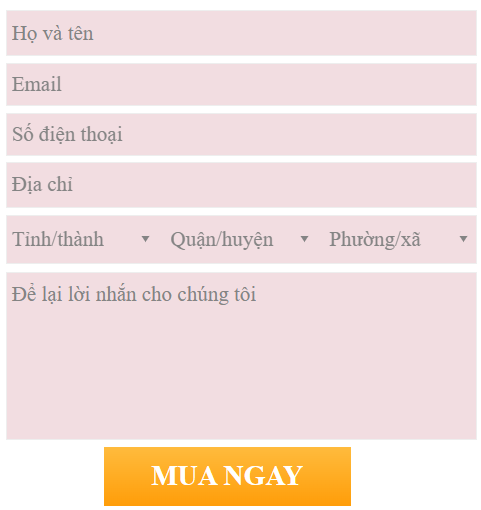 Họ và tên
Email
Số điện thoại
Địa chỉ
Tỉnh/thành Quận/huyện Phường/xã
Để lại lời nhắn cho chúng tôi
MUA NGAY